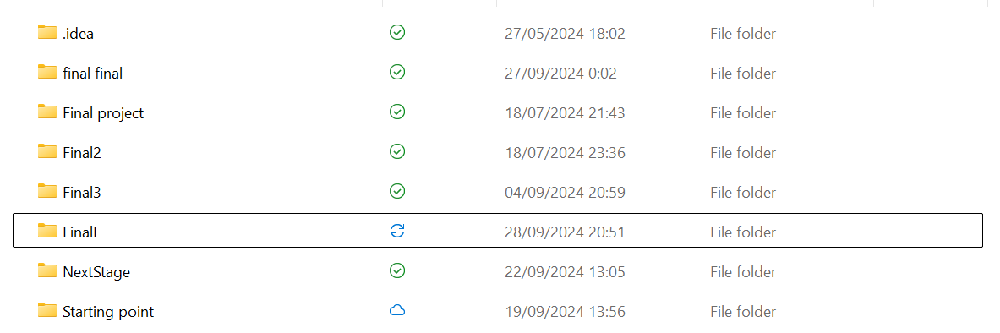 .idea 27/05/2024 18:02 File folder
final final 27/09/2024 0:02 File folder
Final project 18/07/2024 21:43 File folder
Final2 18/07/2024 23:36 File folder
Final3 04/09/2024 20:59 File folder
FinalF 28/09/2024 20:51 File folder
NextStage 22/09/2024 13:05 File folder
Starting point 19/09/2024 13:56 File folder